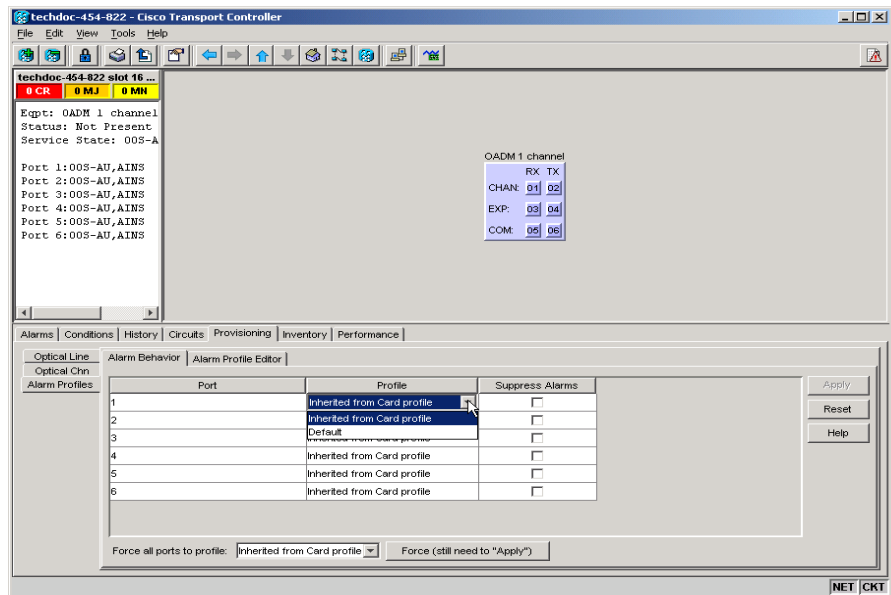 techdoc-454-822 - Cisco Transport Controller
File Edit View Tools Help
techdoc-454-822 slot 16 ...
0 CR 0 MJ 0 MN
Eqpt: OADM 1 channel
Status: Not Present
Service State: OOS-A
Port 1:OOS-AU,AINS
Port 2:OOS-AU,AINS
Port 3:OOS-AU,AINS
Port 4:OOS-AU,AINS
Port 5:OOS-AU,AINS
Port 6:OOS-AU,AINS
OADM 1 channel
RX TX
CHAN: 01 02
EXP: 03 04
COM: 05 06
Alarms Conditions History Circuits Provisioning Inventory Performance
Optical Line
Optical Chn
Alarm Profiles
Alarm Behavior Alarm Profile Editor
Port Profile Suppress Alarms
1 Inherited from Card profile
2 Inherited from Card profile
3 Default
4 Inherited from Card profile
5 Inherited from Card profile
6 Inherited from Card profile
Force all ports to profile: Inherited from Card profile Force (still need to "Apply")
Apply
Reset
Help
NET CKT